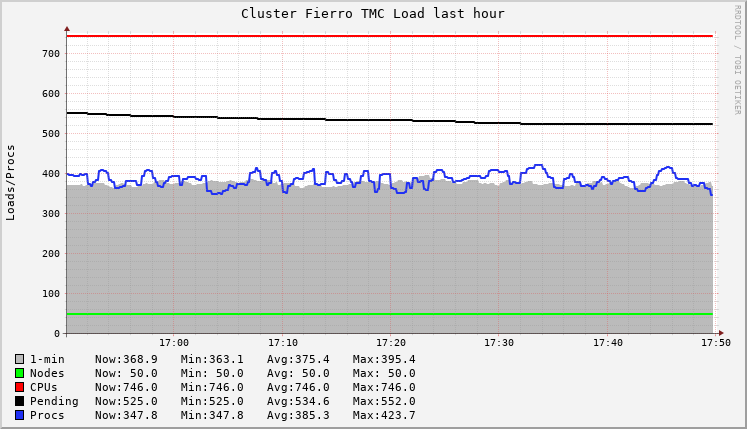 Cluster Fierro TMC Load last hour
RRDTOOL / TOBI OETIKER
Loads/Procs
700
600
500
400
300
200
100
0
17:00 17:10 17:20 17:30 17:40 17:50
1-min Now:368.9 Min:363.1 Avg:375.4 Max:395.4
Nodes Now: 50.0 Min: 50.0 Avg: 50.0 Max: 50.0
CPUs Now:746.0 Min:746.0 Avg:746.0 Max:746.0
Pending Now:525.0 Min:525.0 Avg:534.6 Max:552.0
Procs Now:347.8 Min:347.8 Avg:385.3 Max:423.7